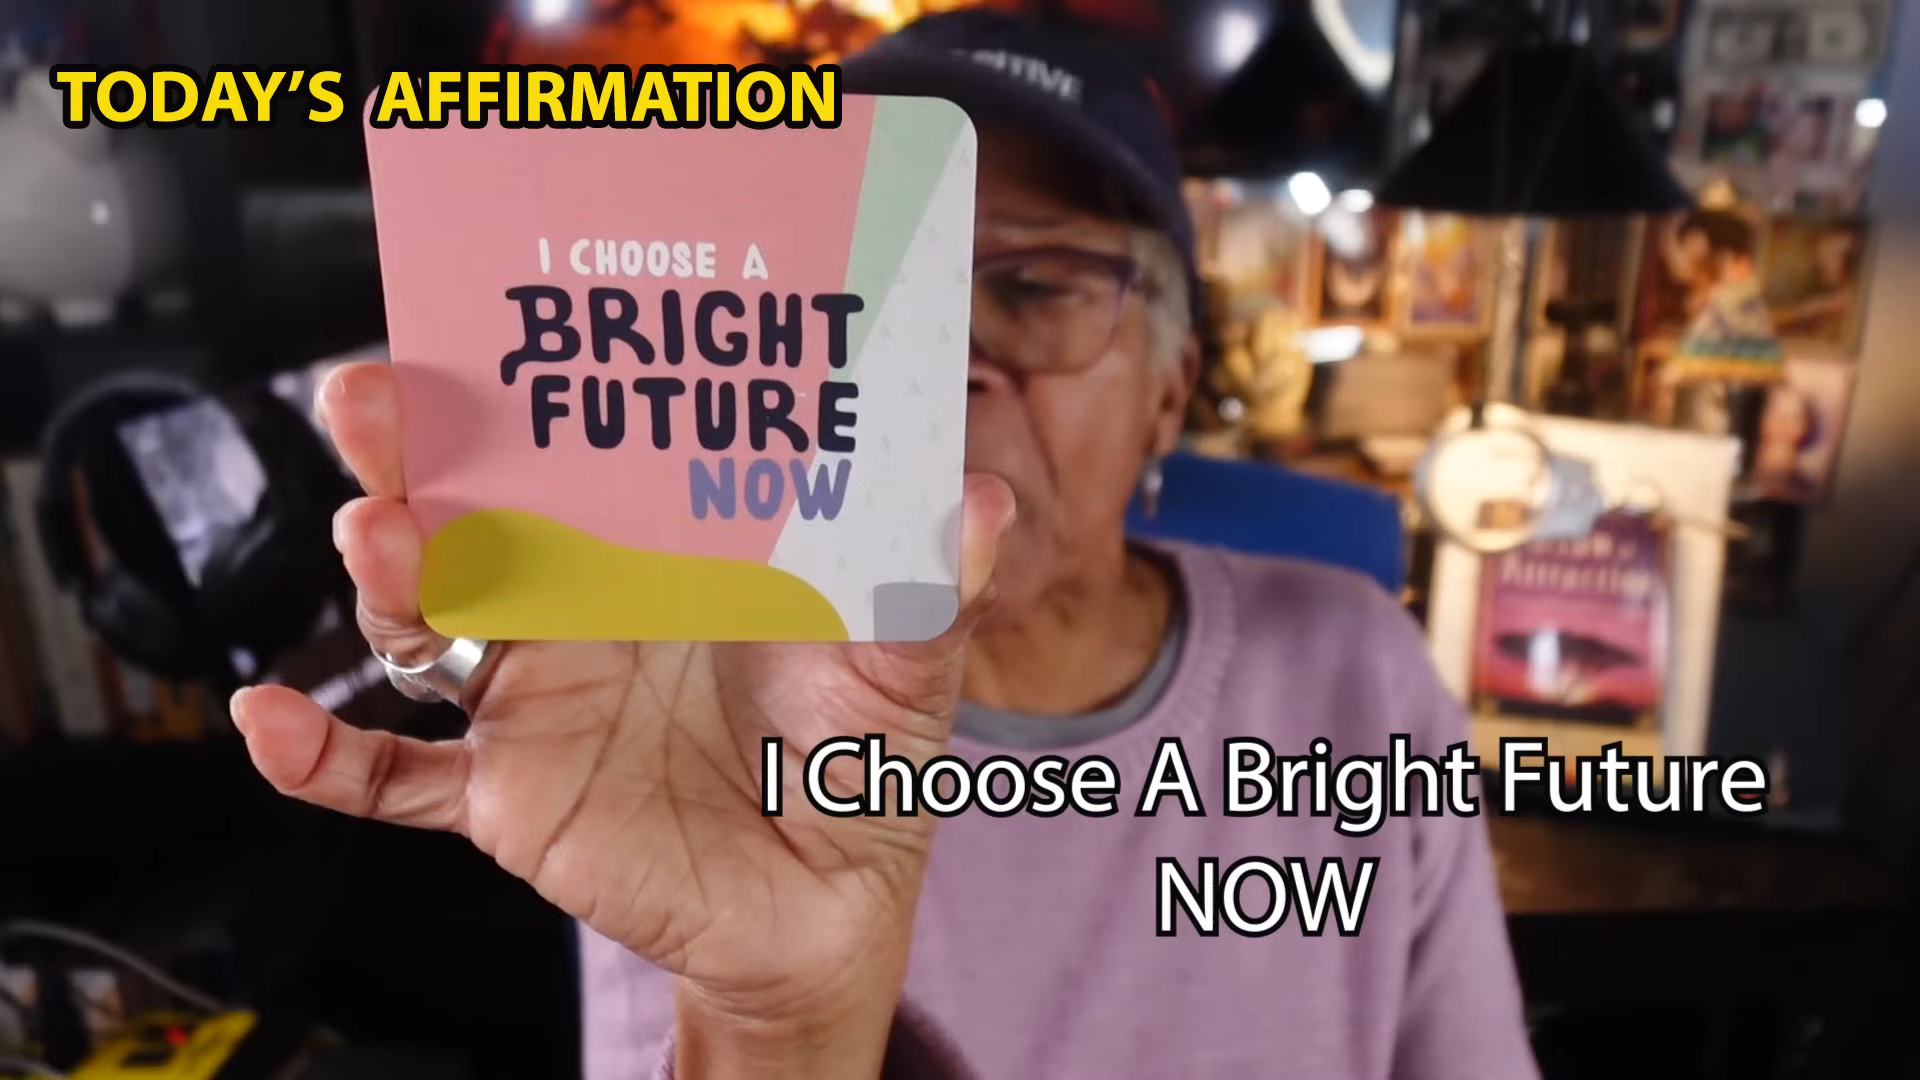 TODAY'S AFFIRMATION
I CHOOSE A
BRIGHT
FUTURE
NOW
I Choose A Bright Future
NOW